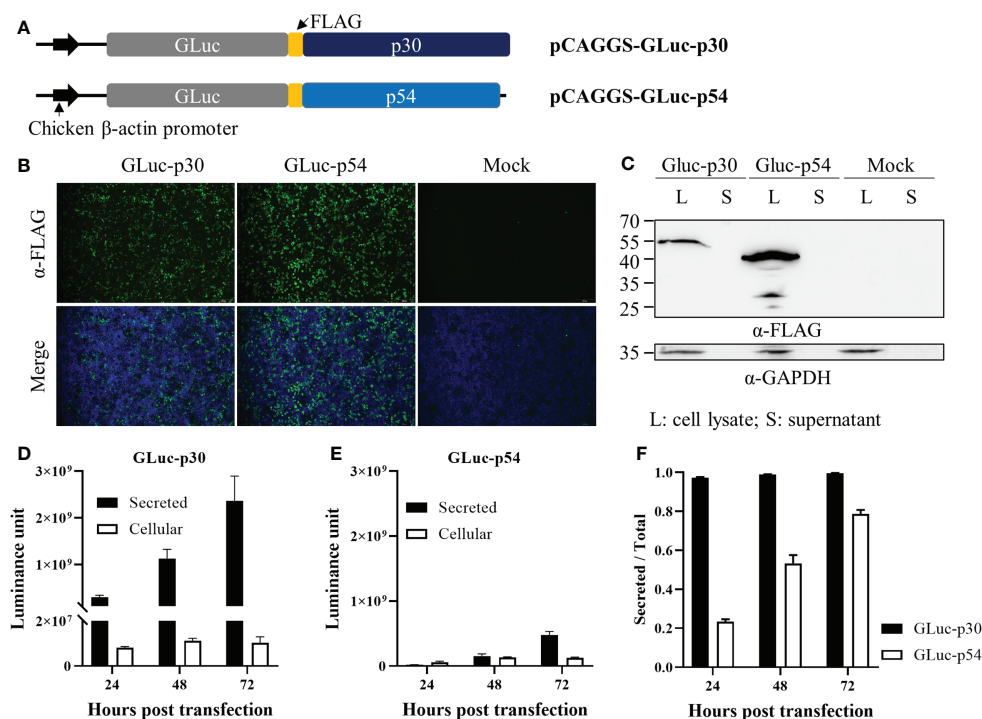 A
FLAG
GLuc
p30
pCAGGS-GLuc-p30
GLuc
p54
pCAGGS-GLuc-p54
Chicken β-actin promoter
B
GLuc-p30
GLuc-p54
Mock
α-FLAG
Merge
C
Gluc-p30
Gluc-p54
Mock
L
S
L
S
L
S
70
55
40
35
25
α-FLAG
35
α-GAPDH
L: cell lysate; S: supernatant
D
GLuc-p30
Luminance unit
3×10⁹
2×10⁹
1×10⁹
2×10⁷
0
Secreted
Cellular
24
48
72
Hours post transfection
E
GLuc-p54
Luminance unit
3×10⁹
2×10⁹
1×10⁹
0
Secreted
Cellular
24
48
72
Hours post transfection
F
Secreted / Total
1.0
0.8
0.6
0.4
0.2
0.0
24
48
72
Hours post transfection
GLuc-p30
GLuc-p54